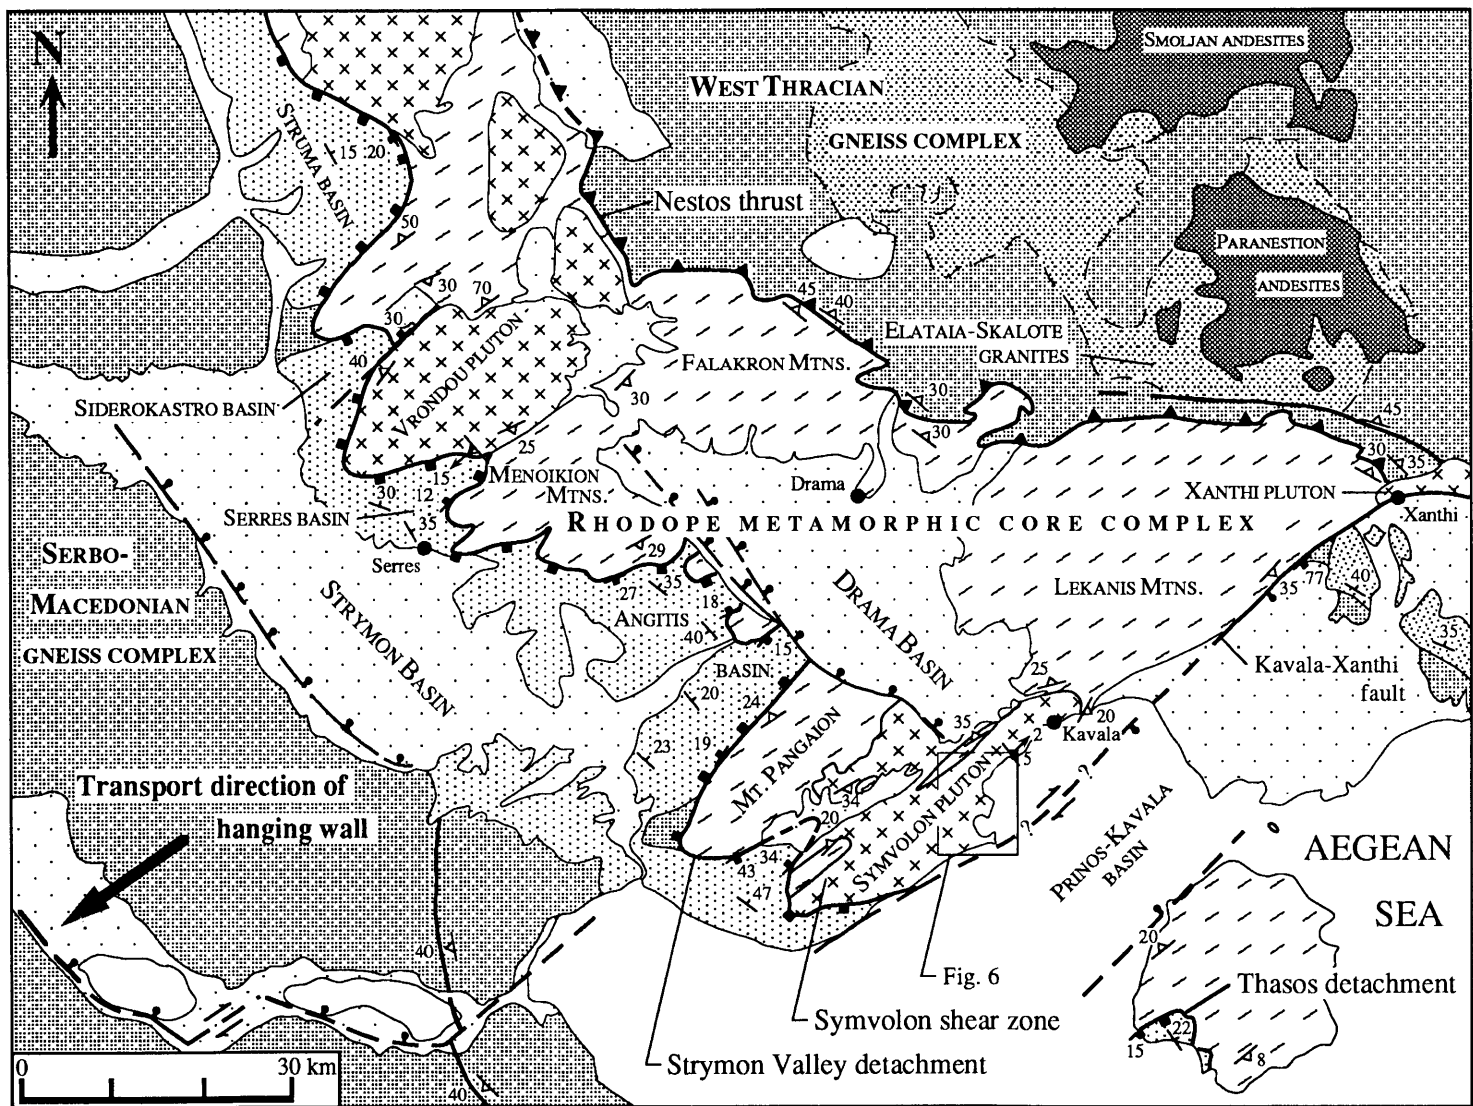 N
SMOLJAN ANDESITES
WEST THRACIAN
GNEISS COMPLEX
STRUMA BASIN
15
20
50
Nestos thrust
PARANESTION
ANDESITES
30
70
30
40
45
40
VRONDOU PLUTON
FALAKRON MTNS.
ELATAIA-SKALOTE
GRANITES
SIDEROKASTRO BASIN
30
30
30
45
25
15
30
12
35
MENOIKION
MTNS.
Drama
30
35
XANTHI PLUTON
Xanthi
SERRES BASIN
Serres
RHODOPE METAMORPHIC CORE COMPLEX
SERBO-
MACEDONIAN
GNEISS COMPLEX
STRYMON BASIN
29
35
27
ANGITIS
BASIN
18
40
15
20
24
23
19
DRAMA BASIN
LEKANIS MTNS.
77
35
40
35
Kavala-Xanthi
fault
25
35
20
Kavala
2
5
MT. PANGAION
34
20
34
43
47
SYMVOLON PLUTON
?
?
PRINOS-KAVALA
BASIN
AEGEAN
SEA
Transport direction of
hanging wall
40
40
Fig. 6
Symvolon shear zone
Strymon Valley detachment
20
Thasos detachment
22
15
8
0
30 km